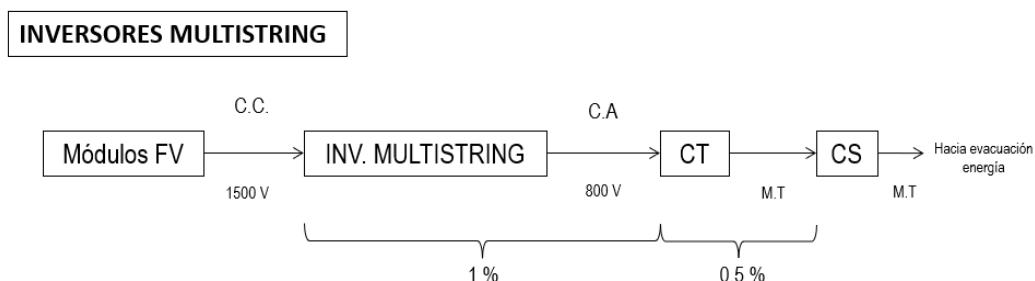 INVERSORES MULTISTRING
C.C.
C.A
Módulos FV
INV. MULTISTRING
CT
CS
Hacia evacuación
energía
1500 V
800 V
M.T
M.T
1 %
0 5 %